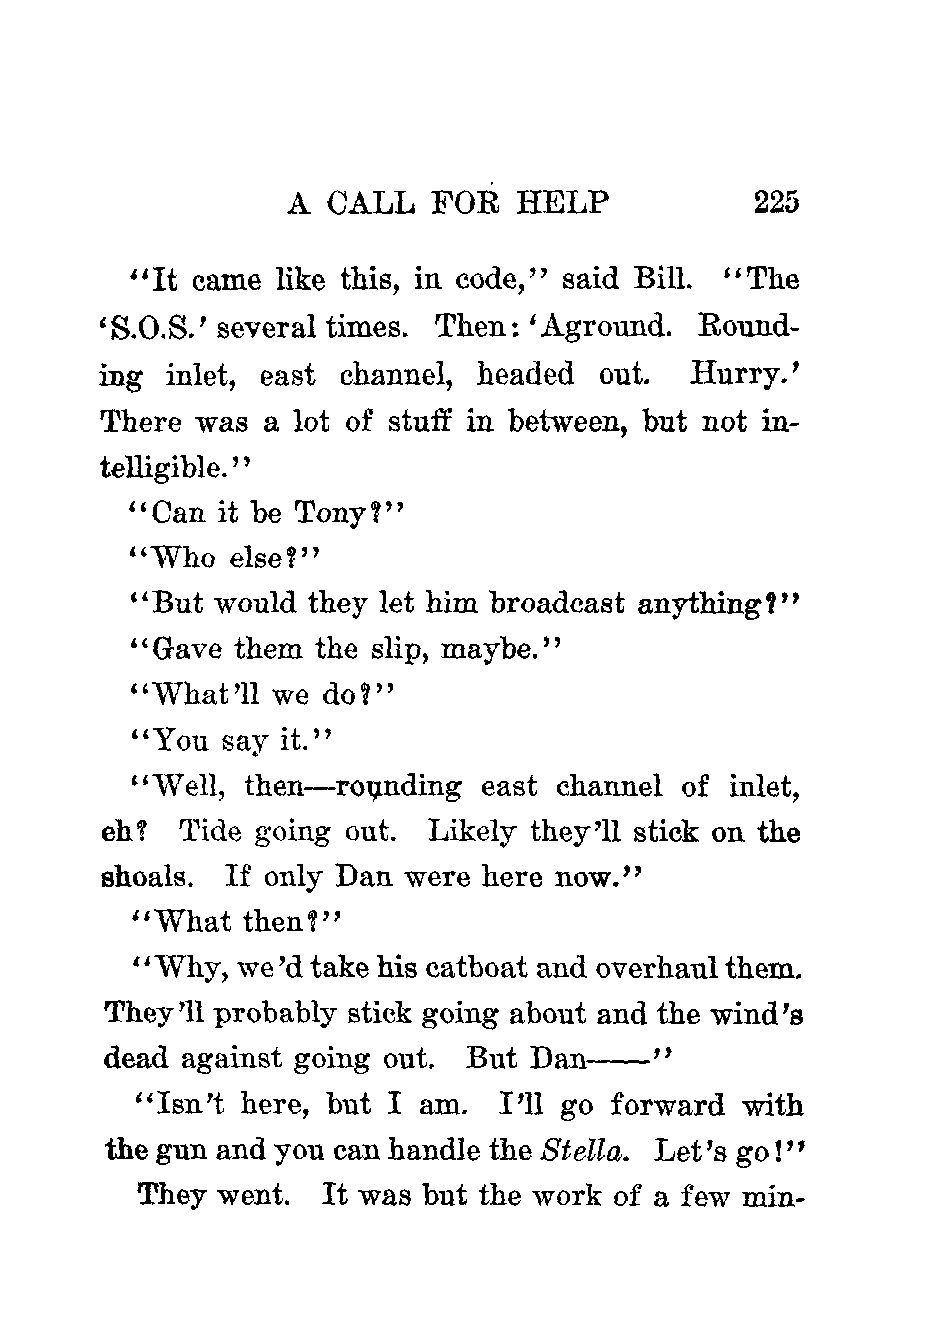 A CALL FOR HELP 225
“It came like this, in code,” said Bill. “The
‘S.O.S.’ several times. Then: ‘Aground. Round-
ing inlet, east channel, headed out. Hurry.’
There was a lot of stuff in between, but not in-
telligible.”
“Can it be Tony?”
“Who else?”
“But would they let him broadcast anything?”
“Gave them the slip, maybe.”
“What’ll we do?”
“You say it.”
“Well, then—rounding east channel of inlet,
eh? Tide going out. Likely they’ll stick on the
shoals. If only Dan were here now.”
“What then?”
“Why, we’d take his catboat and overhaul them.
They’ll probably stick going about and the wind’s
dead against going out. But Dan——”
“Isn’t here, but I am. I’ll go forward with
the gun and you can handle the Stella. Let’s go!”
They went. It was but the work of a few min-